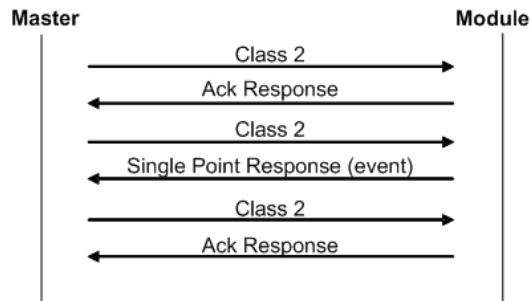 Master Module
Class 2
Ack Response
Class 2
Single Point Response (event)
Class 2
Ack Response